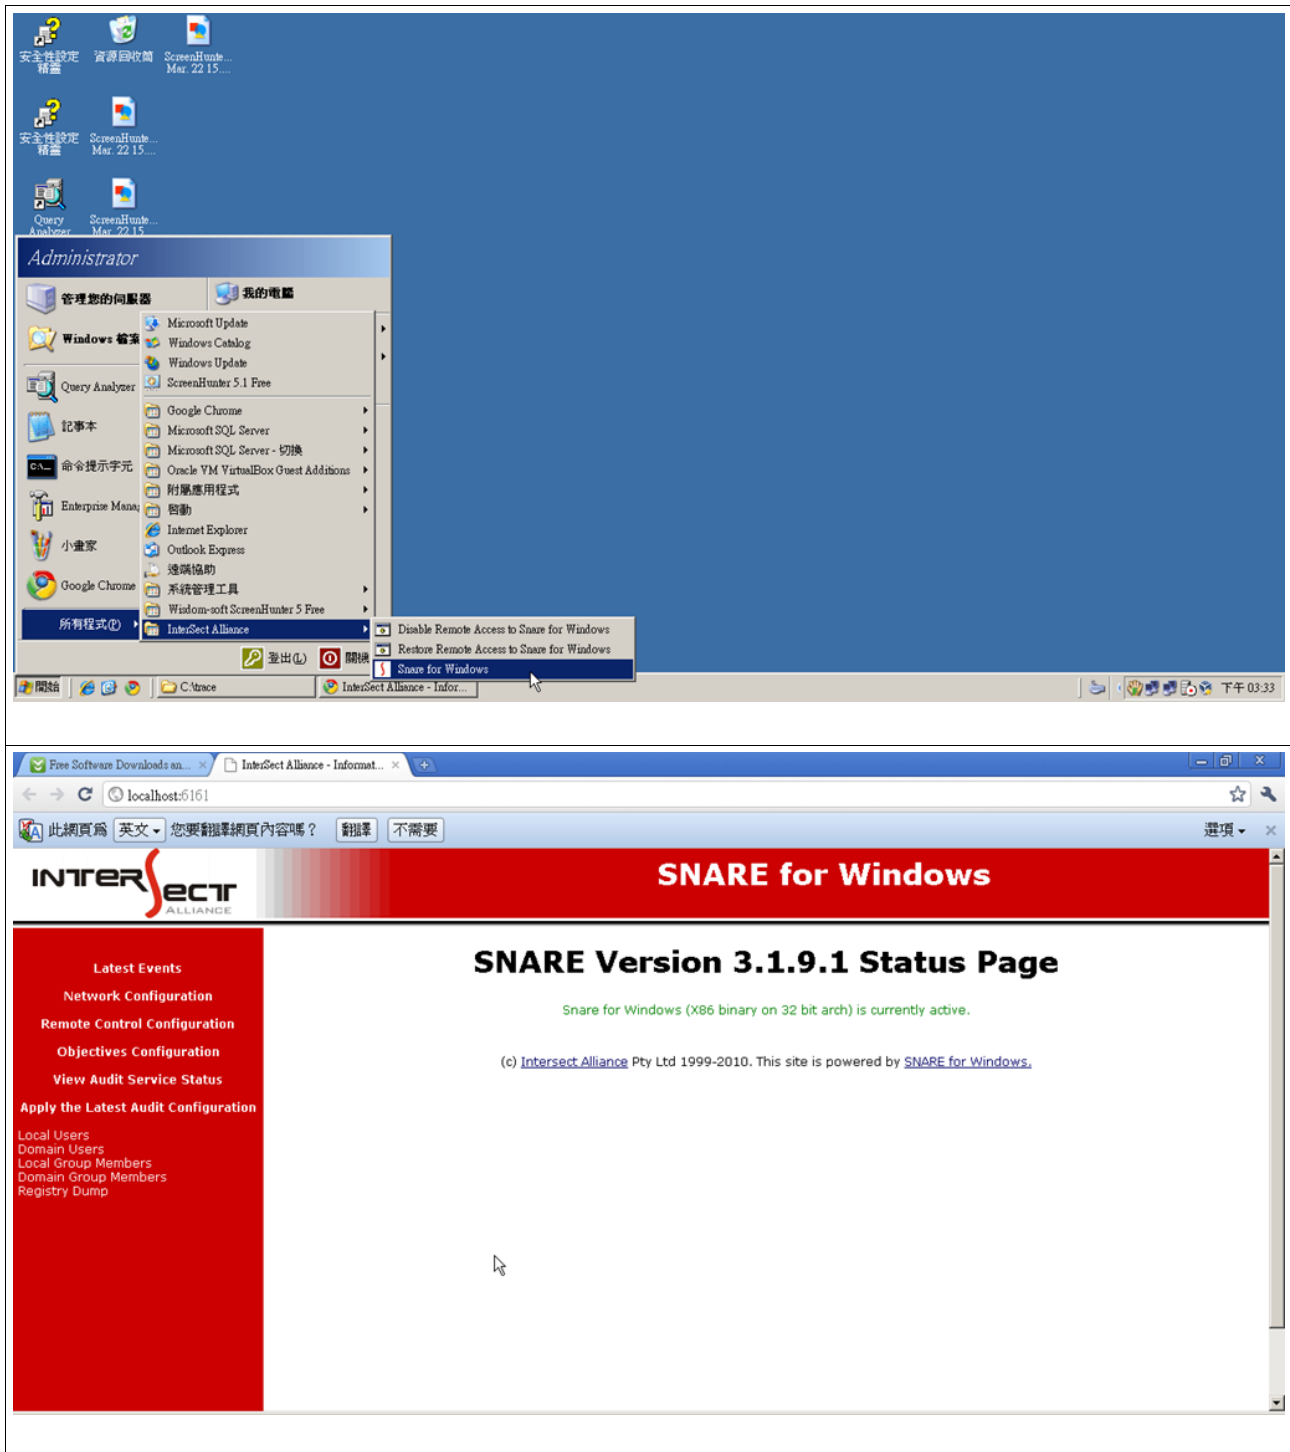 安全性設定
精靈
資源回收筒
ScreenHunte...
Mar. 22 15....
安全性設定
精靈
ScreenHunte...
Mar. 22 15....
Query
Analyzer
ScreenHunte...
Mar. 22 15
Administrator
管理您的伺服器
我的電腦
Windows 檔案
Query Analyzer
記事本
命令提示字元
Enterprise Mana
小畫家
Google Chrome
所有程式(P)
Microsoft Update
Windows Catalog
Windows Update
ScreenHunter 5.1 Free
Google Chrome
Microsoft SQL Server
Microsoft SQL Server - 切換
Oracle VM VirtualBox Guest Additions
附屬應用程式
啟動
Internet Explorer
Outlook Express
遠端協助
系統管理工具
Wisdom-soft ScreenHunter 5 Free
InterSect Alliance
Disable Remote Access to Snare for Windows
Restore Remote Access to Snare for Windows
Snare for Windows
登出(L)
關機
開始
C:\trace
InterSect Alliance - Infor...
下午 03:33
Free Software Downloads an...
InterSect Alliance - Informat...
localhost:6161
此網頁為 英文 您要翻譯網頁內容嗎? 翻譯 不需要 選項
INTERSECT
ALLIANCE
SNARE for Windows
Latest Events
Network Configuration
Remote Control Configuration
Objectives Configuration
View Audit Service Status
Apply the Latest Audit Configuration
Local Users
Domain Users
Local Group Members
Domain Group Members
Registry Dump
SNARE Version 3.1.9.1 Status Page
Snare for Windows (X86 binary on 32 bit arch) is currently active.
(c) Intersect Alliance Pty Ltd 1999-2010. This site is powered by SNARE for Windows.